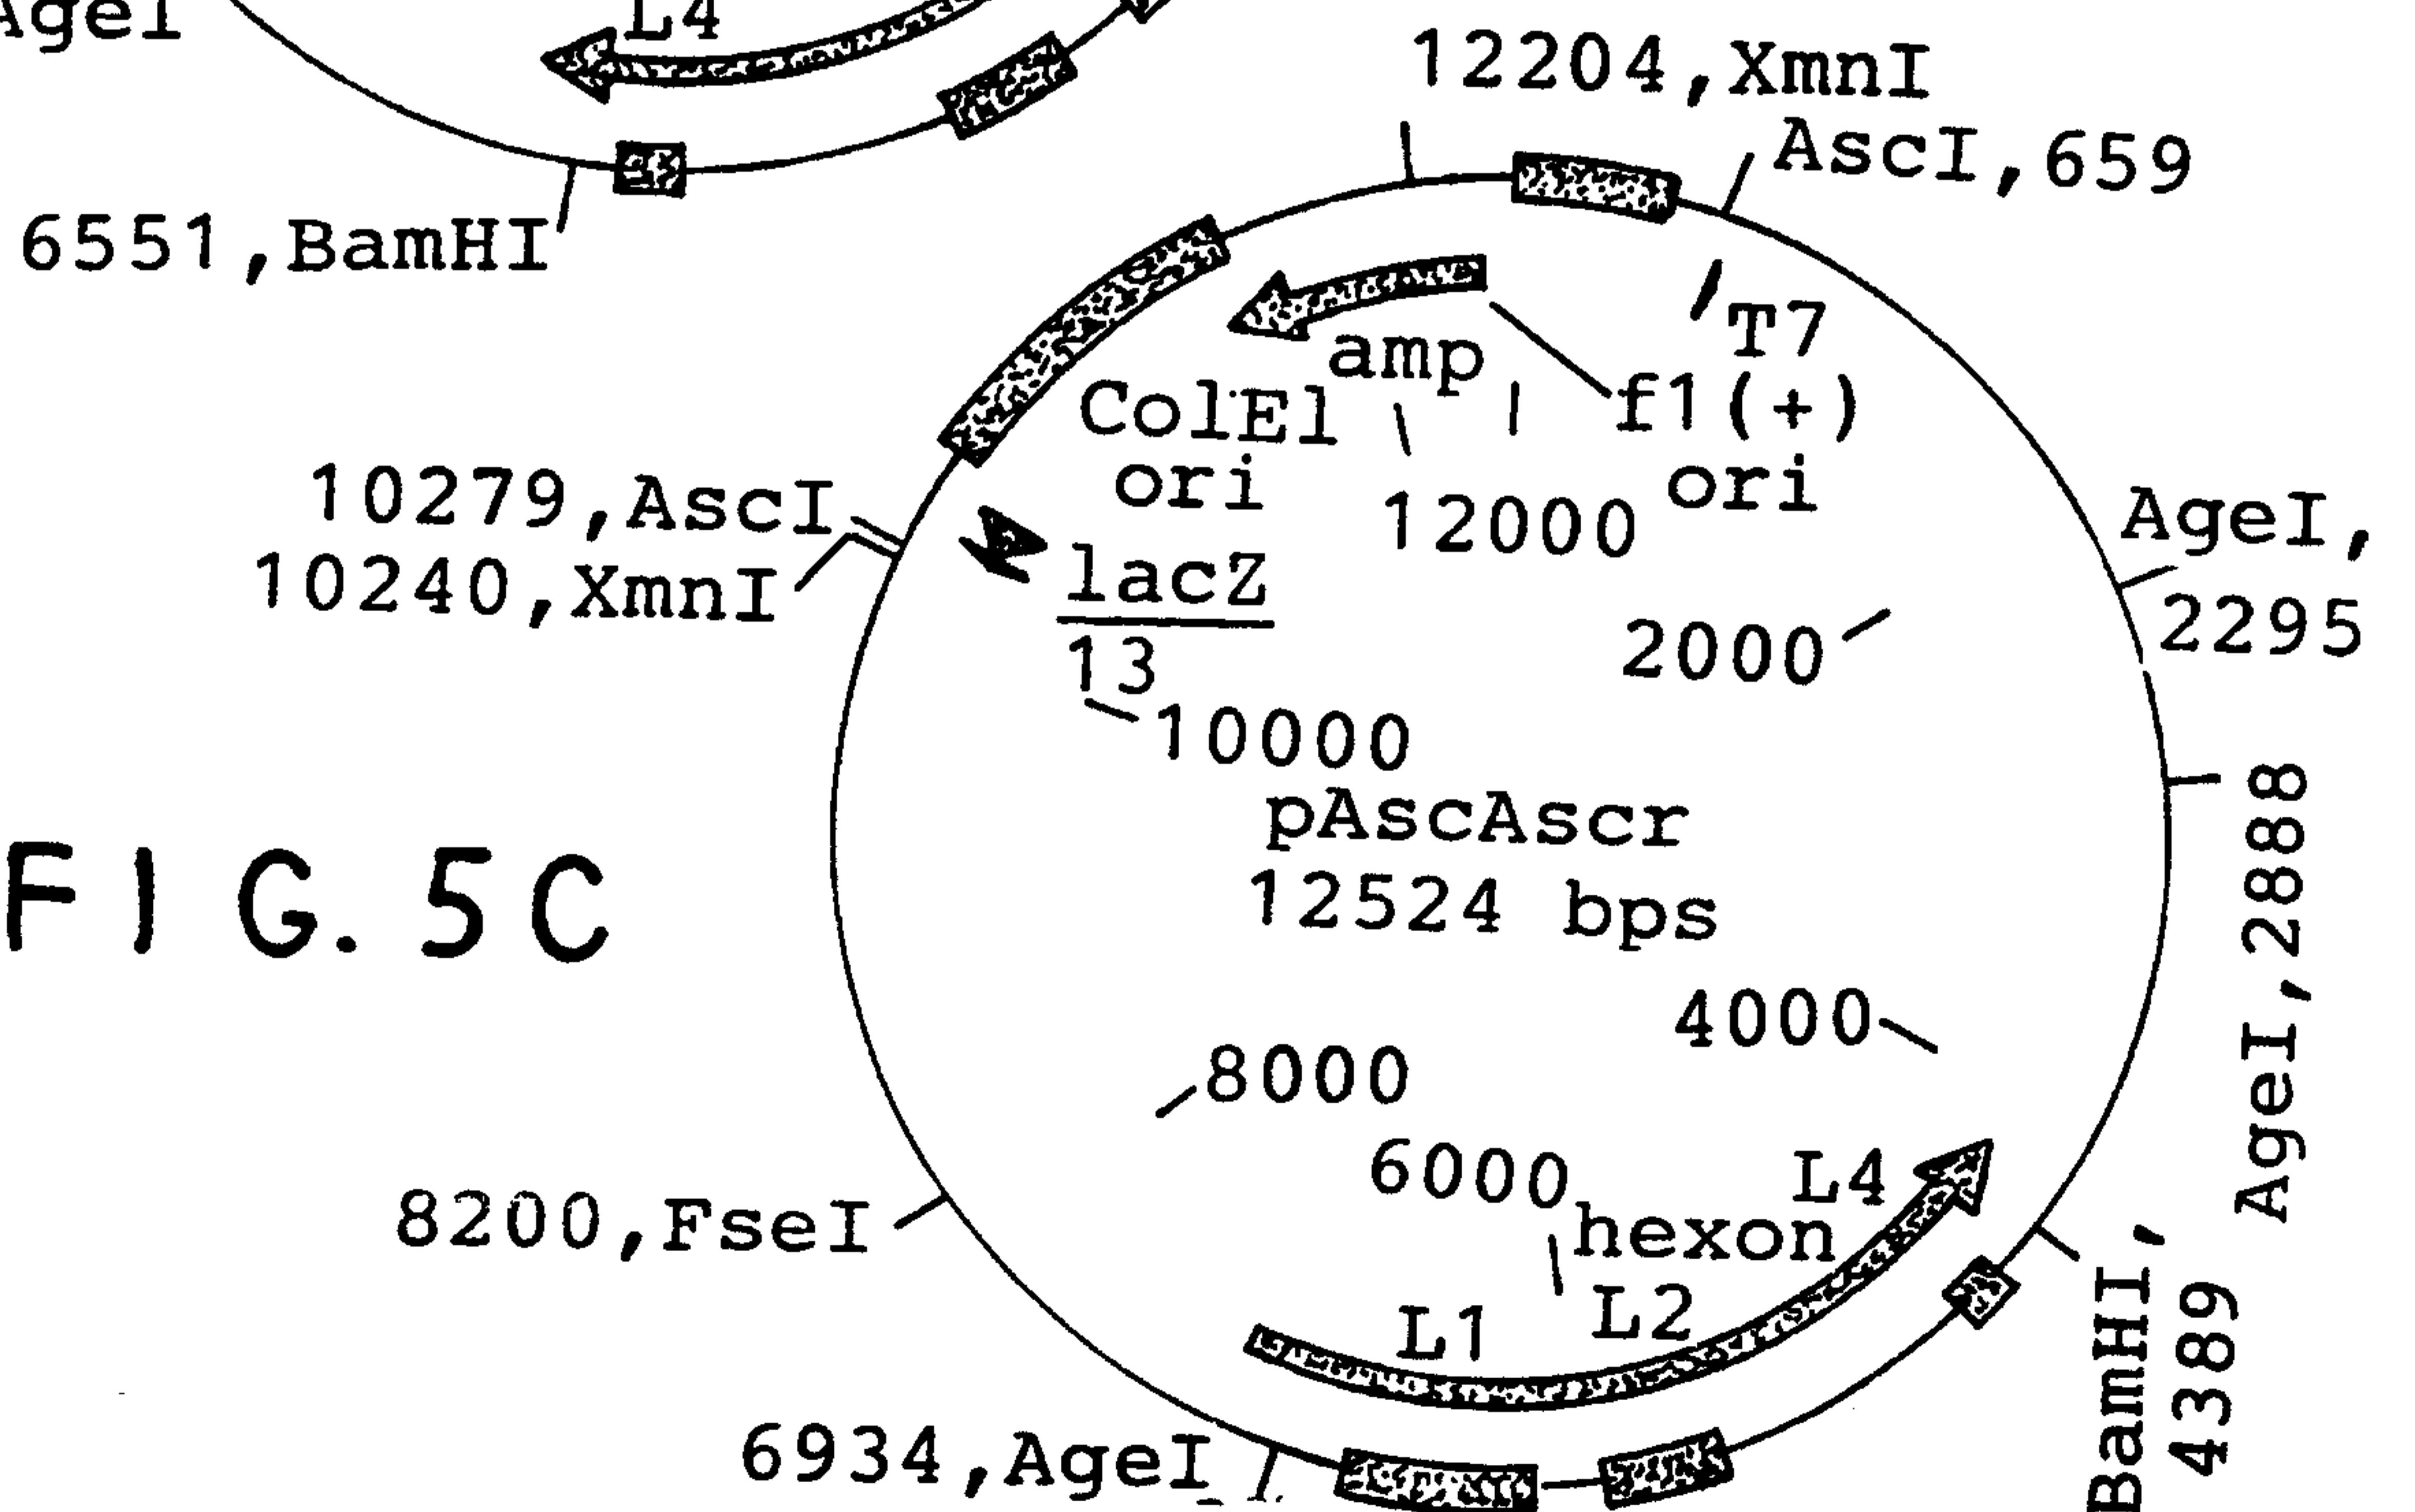 AgeI
L4
6551,BamHI
12204,XmnI
AscI,659
T7
amp
f1(+)
ori
ColE1
ori
12000
10279,AscI
10240,XmnI
lacZ
13
AgeI,
2295
2000
10000
pAscAscr
12524 bps
FIG. 5C
AgeI,2888
4000
8000
6000
hexon
L4
L2
L1
8200,FseI
BamHI,
4389
6934,AgeI